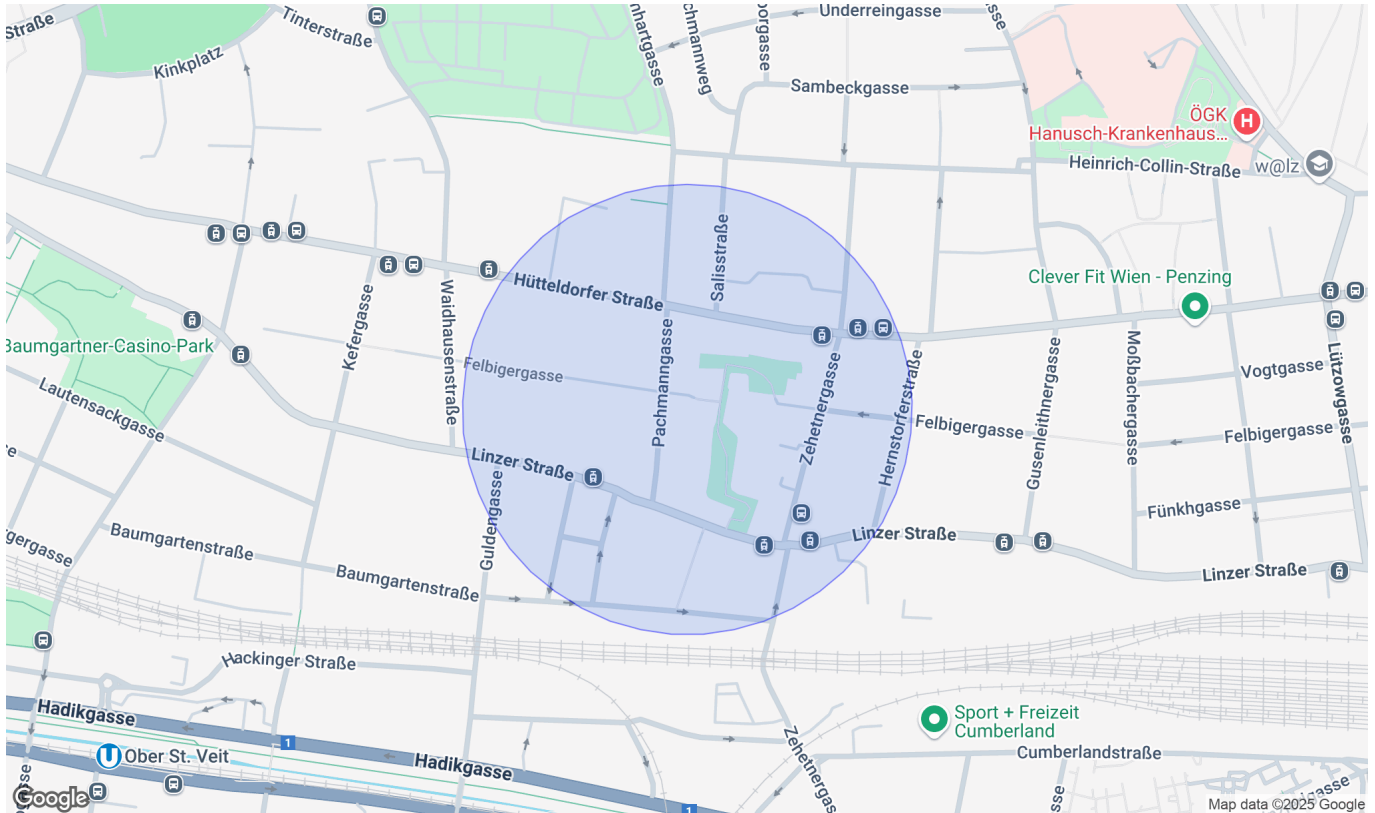 Straße
Tinterstraße
Kinkplatz
Underreingasse
Sambeckgasse
ÖGK
Hanusch-Krankenhaus...
Heinrich-Collin-Straße
w@lz
Salisstraße
Hütteldorfer Straße
Clever Fit Wien - Penzing
Baumgartner-Casino-Park
Kefergasse
Waidhausenstraße
Felbigergasse
Pachmanngasse
Zehetnergasse
Hernstorferstraße
Felbigergasse
Gusenleithnergasse
Moßbachergasse
Vogtgasse
Lützowgasse
Felbigergasse
Lautensackgasse
Linzer Straße
Guldengasse
Fünkhgasse
Linzer Straße
Linzer Straße
Baumgartenstraße
Baumgartenstraße
Hackinger Straße
Hadikgasse
1
Hadikgasse
U
Ober St. Veit
Sport + Freizeit
Cumberland
Cumberlandstraße
1
Google
Map data ©2025 Google